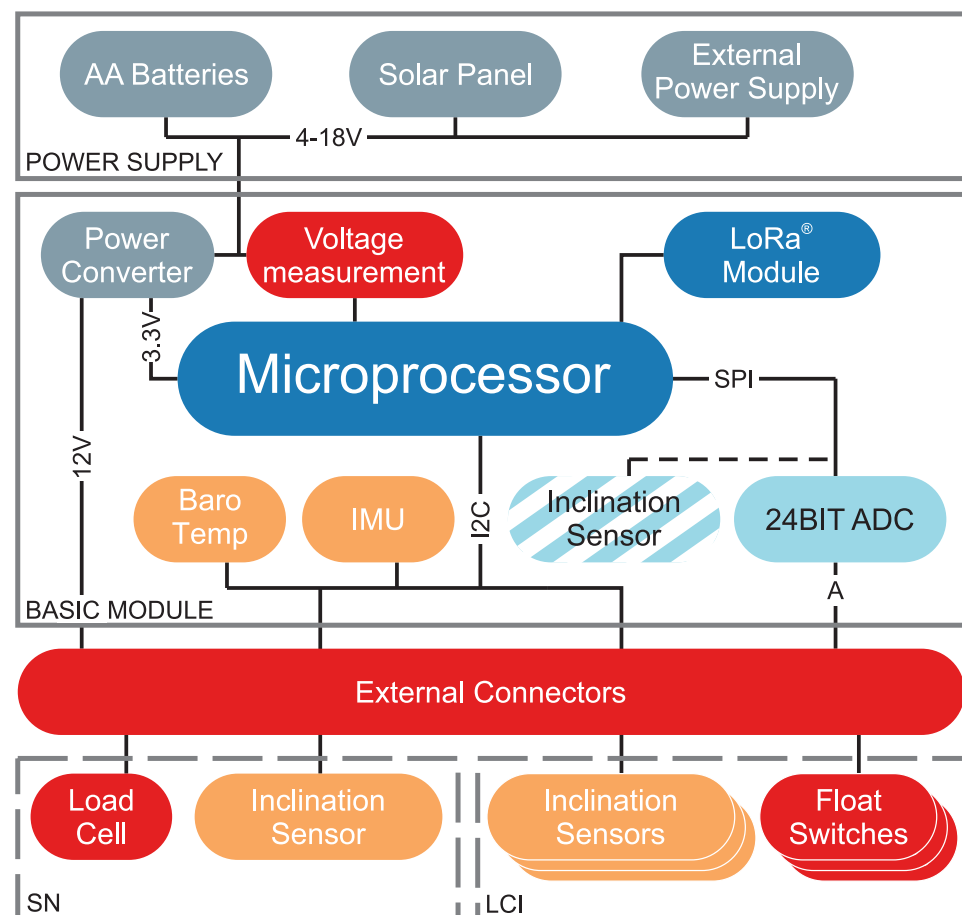 AA Batteries
Solar Panel
External
Power Supply
4-18V
POWER SUPPLY
Power
Converter
Voltage
measurement
LoRa®
Module
3.3V
Microprocessor
SPI
12V
Baro
Temp
IMU
I2C
Inclination
Sensor
24BIT ADC
A
BASIC MODULE
External Connectors
Load
Cell
Inclination
Sensor
Inclination
Sensors
Float
Switches
SN
LCI